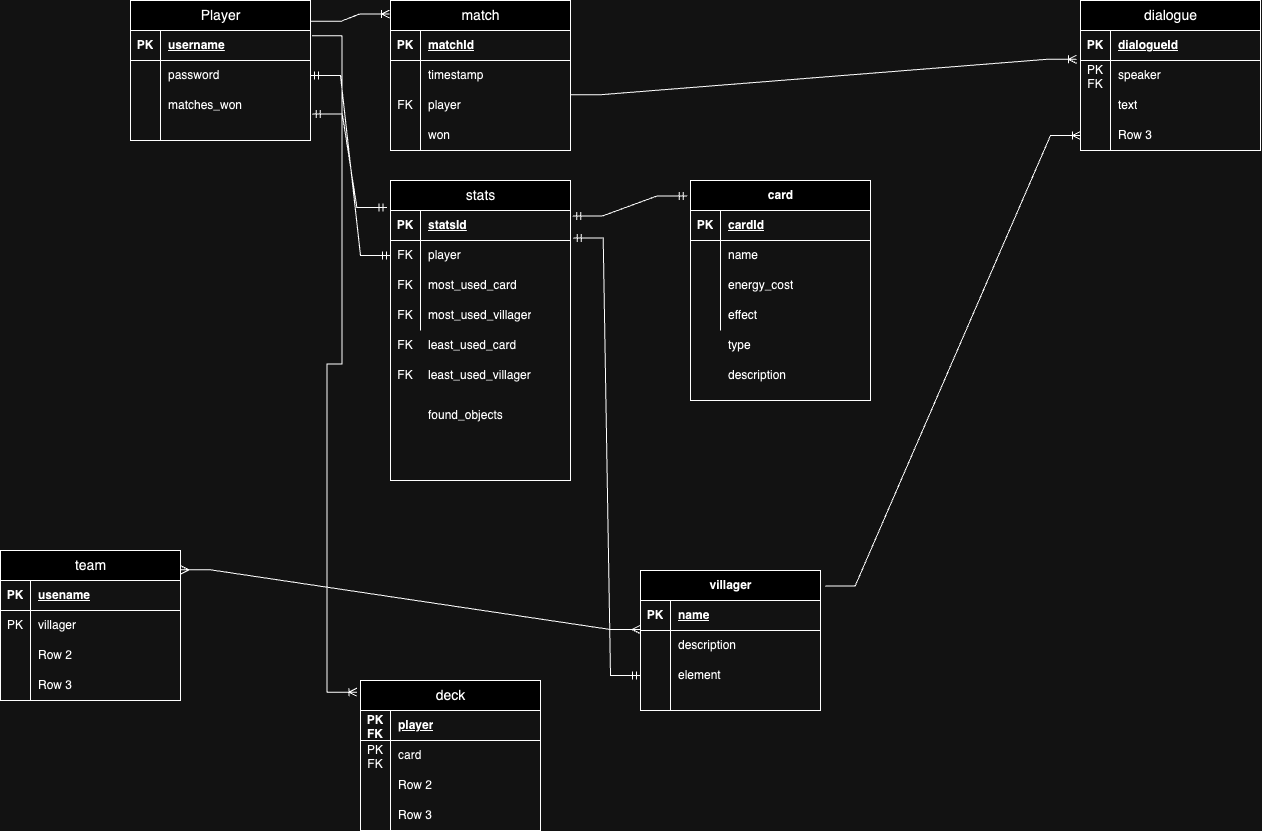 Player
PK username
password
matches_won
match
PK matchId
timestamp
FK player
won
dialogue
PK dialogueId
PK
FK
speaker
text
Row 3
stats
PK statsId
FK player
FK most_used_card
FK most_used_villager
FK least_used_card
FK least_used_villager
found_objects
card
PK cardId
name
energy_cost
effect
type
description
team
PK usename
PK villager
Row 2
Row 3
villager
PK name
description
element
deck
PK
FK
player
PK
FK
card
Row 2
Row 3